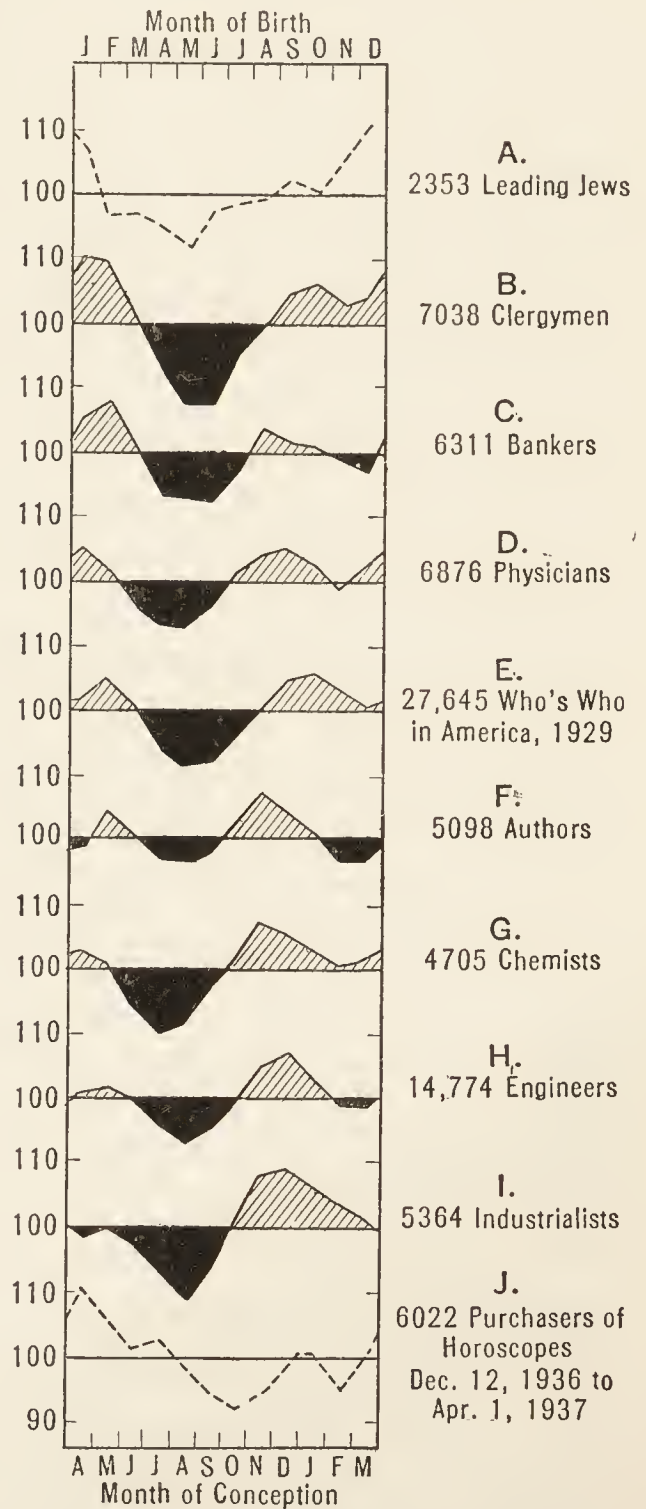 Month of Birth
J F M A M J J A S O N D
110
100
A.
2353 Leading Jews
110
100
B.
7038 Clergymen
110
100
C.
6311 Bankers
110
100
D.
6876 Physicians
110
100
E.
27,645 Who's Who
in America, 1929
110
100
F.
5098 Authors
110
100
G.
4705 Chemists
110
100
H.
14,774 Engineers
110
100
I.
5364 Industrialists
110
100
90
J.
6022 Purchasers of
Horoscopes
Dec. 12, 1936 to
Apr. 1, 1937
A M J J A S O N D J F M
Month of Conception